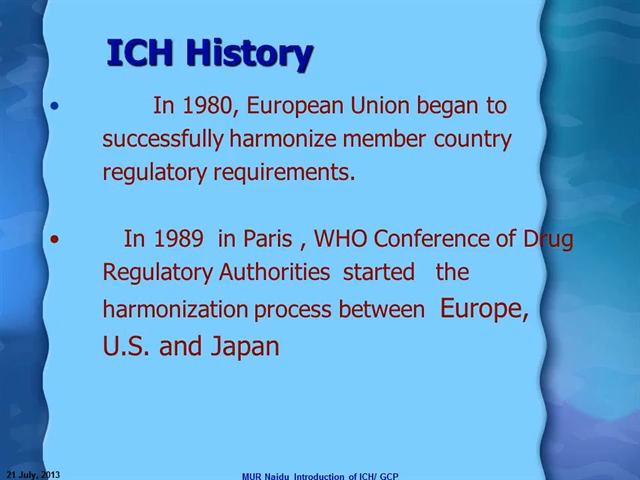 ICH History
• In 1980, European Union began to
successfully harmonize member country
regulatory requirements.
• In 1989 in Paris , WHO Conference of Drug
Regulatory Authorities started the
harmonization process between Europe,
U.S. and Japan
21 July, 2013
MUR Naidu Introduction of ICH/ GCP